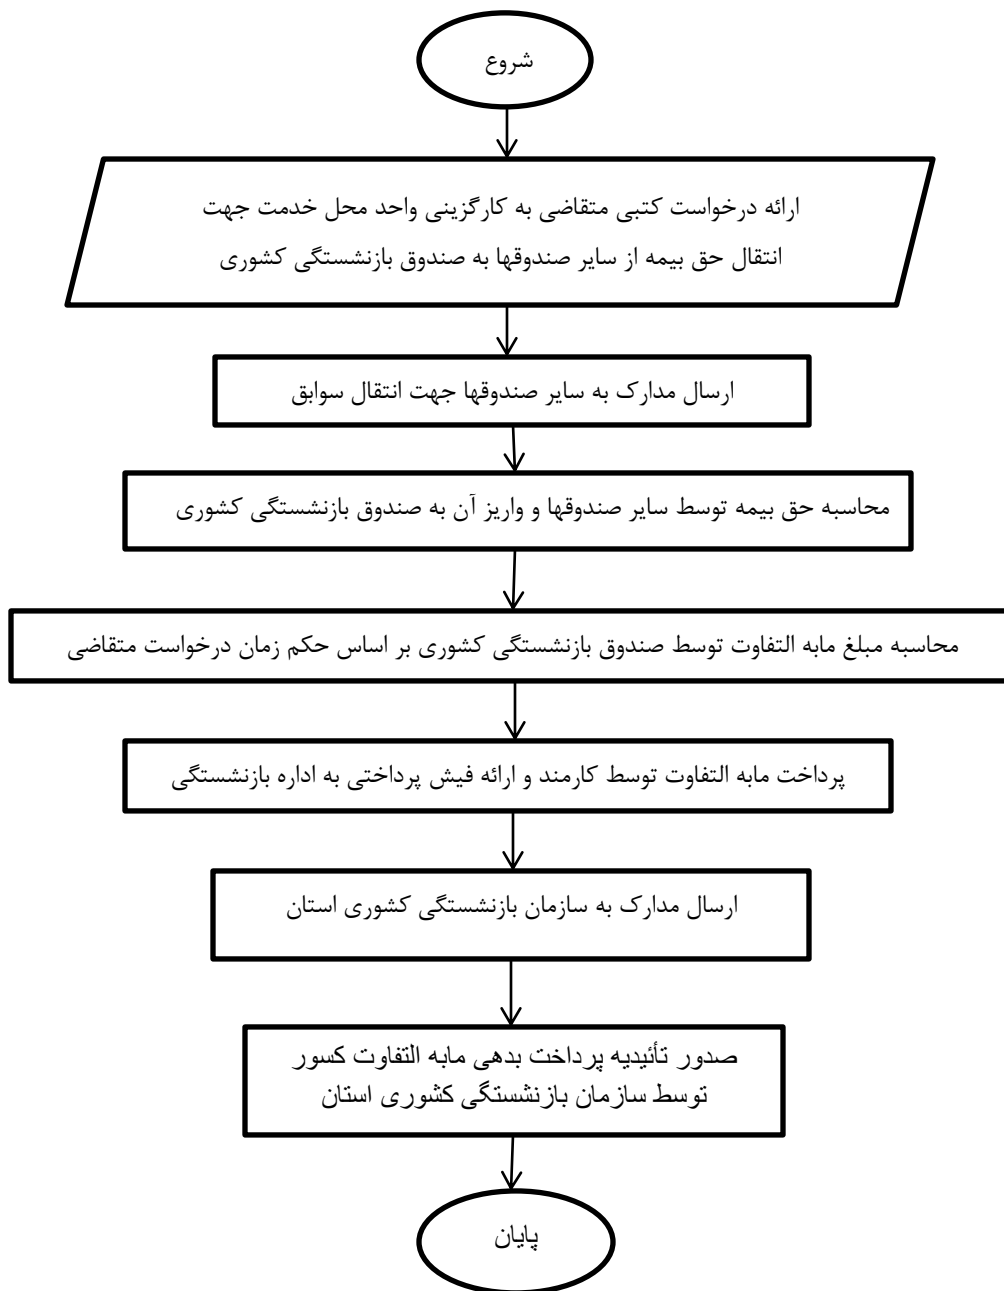 شروع
ارائه درخواست کتبی متقاضی به کارگزینی واحد محل خدمت جهت
انتقال حق بیمه از سایر صندوقها به صندوق بازنشستگی کشوری
ارسال مدارک به سایر صندوقها جهت انتقال سوابق
محاسبه حق بیمه توسط سایر صندوقها و واریز آن به صندوق بازنشستگی کشوری
محاسبه مبلغ مابه التفاوت توسط صندوق بازنشستگی کشوری بر اساس حکم زمان درخواست متقاضی
پرداخت مابه التفاوت توسط کارمند و ارائه فیش پرداختی به اداره بازنشستگی
ارسال مدارک به سازمان بازنشستگی کشوری استان
صدور تأئیدیه پرداخت بدهی مابه التفاوت کسور
توسط سازمان بازنشستگی کشوری استان
پایان